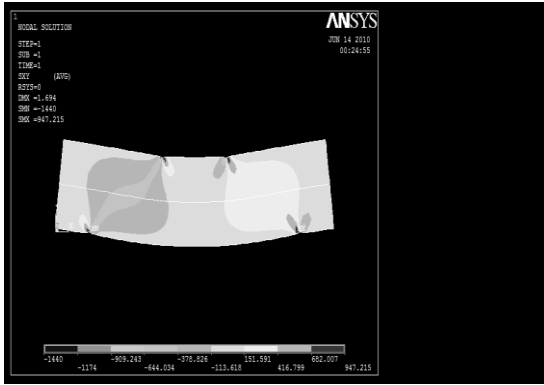 1
NODAL SOLUTION
STEP=1
SUB =1
TIME=1
SXY (AVG)
RSYS=0
DMX =1.694
SMN =-1440
SMX =947.215
ANSYS
JUN 14 2010
00:24:55
-1440 -909.243 -378.826 151.591 682.007
-1174 -644.034 -113.618 416.799 947.215